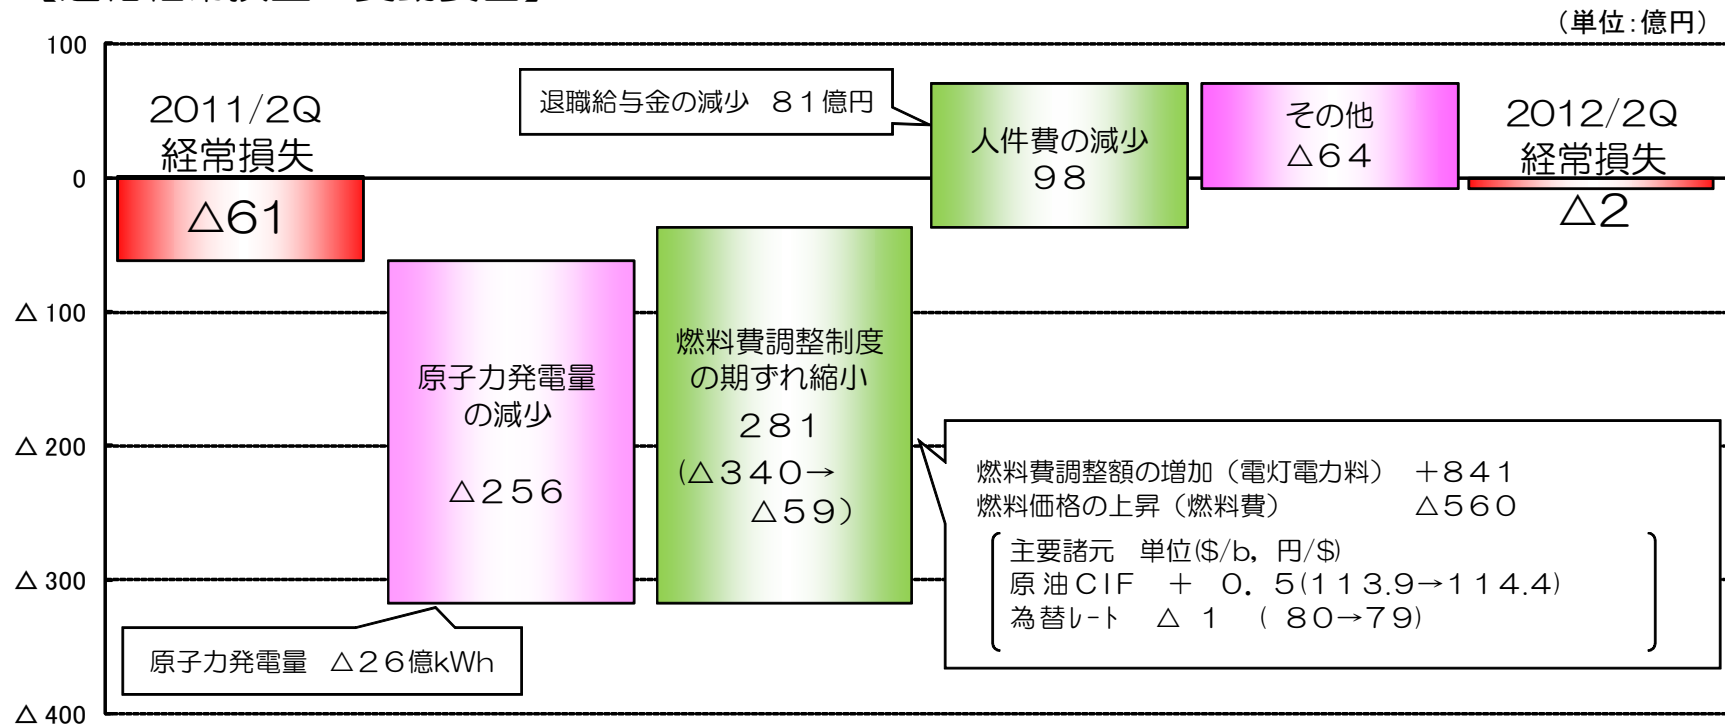 （単位：億円）
100
0
△ 100
△ 200
△ 300
△ 400
2011/2Q
経常損失
△61
原子力発電量
の減少
△256
原子力発電量　△26億kWh
燃料費調整制度
の期ずれ縮小
281
(△340→
△59)
退職給与金の減少　81億円
人件費の減少
98
その他
△64
2012/2Q
経常損失
△2
燃料費調整額の増加（電灯電力料）　＋841
燃料価格の上昇（燃料費）　△560
主要諸元　単位($/b，円/$)
原油CIF　＋　0．5(113.9→114.4)
為替ﾚｰﾄ　△　1　(　80→79)